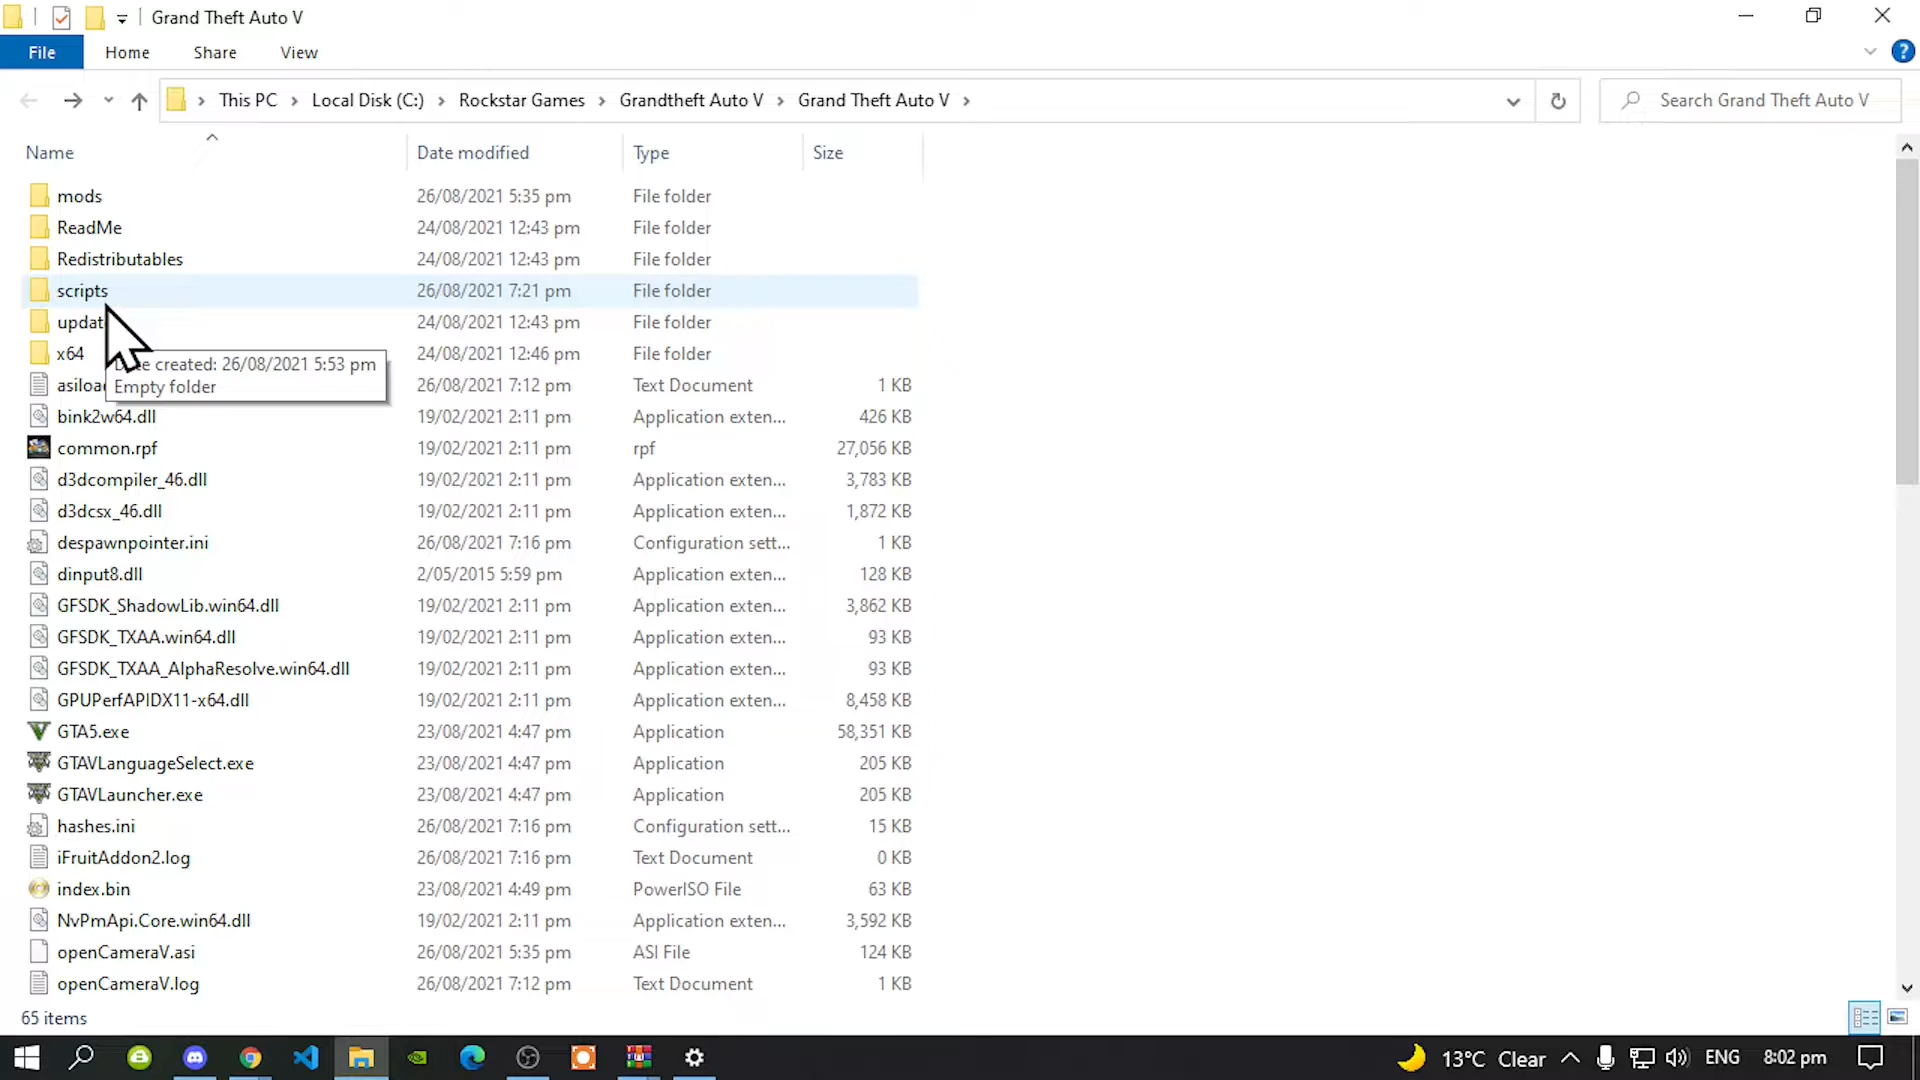 Grand Theft Auto V
File Home Share View
This PC Local Disk (C:) Rockstar Games Grandtheft Auto V Grand Theft Auto V
Search Grand Theft Auto V
Name Date modified Type Size
mods 26/08/2021 5:35 pm File folder
ReadMe 24/08/2021 12:43 pm File folder
Redistributables 24/08/2021 12:43 pm File folder
scripts 26/08/2021 7:21 pm File folder
updat 24/08/2021 12:43 pm File folder
x64 24/08/2021 12:46 pm File folder
created: 26/08/2021 5:53 pm
Empty folder
asiloa 26/08/2021 7:12 pm Text Document 1 KB
bink2w64.dll 19/02/2021 2:11 pm Application exten... 426 KB
common.rpf 19/02/2021 2:11 pm rpf 27,056 KB
d3dcompiler_46.dll 19/02/2021 2:11 pm Application exten... 3,783 KB
d3dcsx_46.dll 19/02/2021 2:11 pm Application exten... 1,872 KB
despawnpointer.ini 26/08/2021 7:16 pm Configuration sett... 1 KB
dinput8.dll 2/05/2015 5:59 pm Application exten... 128 KB
GFSDK_ShadowLib.win64.dll 19/02/2021 2:11 pm Application exten... 3,862 KB
GFSDK_TXAA.win64.dll 19/02/2021 2:11 pm Application exten... 93 KB
GFSDK_TXAA_AlphaResolve.win64.dll 19/02/2021 2:11 pm Application exten... 93 KB
GPUPerfAPIDX11-x64.dll 19/02/2021 2:11 pm Application exten... 8,458 KB
GTA5.exe 23/08/2021 4:47 pm Application 58,351 KB
GTAVLanguageSelect.exe 23/08/2021 4:47 pm Application 205 KB
GTAVLauncher.exe 23/08/2021 4:47 pm Application 205 KB
hashes.ini 26/08/2021 7:16 pm Configuration sett... 15 KB
iFruitAddon2.log 26/08/2021 7:16 pm Text Document 0 KB
index.bin 23/08/2021 4:49 pm PowerISO File 63 KB
NvPmApi.Core.win64.dll 19/02/2021 2:11 pm Application exten... 3,592 KB
openCameraV.asi 26/08/2021 5:35 pm ASI File 124 KB
openCameraV.log 26/08/2021 7:12 pm Text Document 1 KB
65 items
13°C Clear ENG 8:02 pm